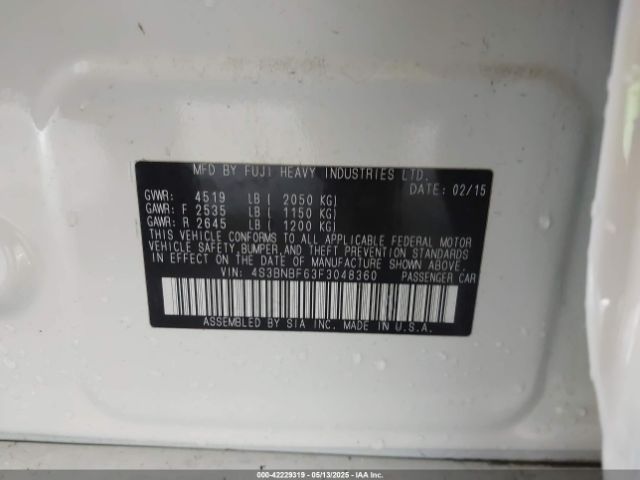 MFD BY FUJI HEAVY INDUSTRIES LTD.
DATE: 02/15
GVWR: 4519 LB [ 2050 KG]
GAWR: F 2535 LB [ 1150 KG]
GAWR: R 2645 LB [ 1200 KG]
THIS VEHICLE CONFORMS TO ALL APPLICABLE FEDERAL MOTOR
VEHICLE SAFETY, BUMPER AND THEFT PREVENTION STANDARDS
IN EFFECT ON THE DATE OF MANUFACTURE SHOWN ABOVE.
VIN: 4S3BNBF63F3048360 PASSENGER CAR
ASSEMBLED BY SIA INC. MADE IN U.S.A.
000-42229319 - 05/13/2025 - IAAI.COM